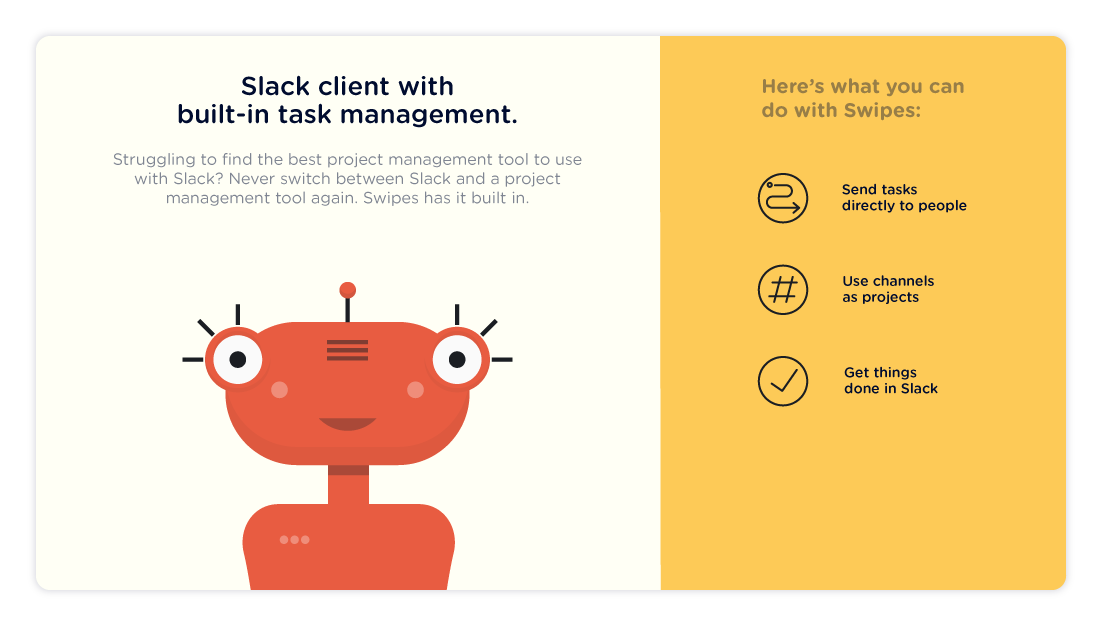 Slack client with
built-in task management.
Struggling to find the best project management tool to use
with Slack? Never switch between Slack and a project
management tool again. Swipes has it built in.
Here’s what you can
do with Swipes:
Send tasks
directly to people
Use channels
as projects
Get things
done in Slack